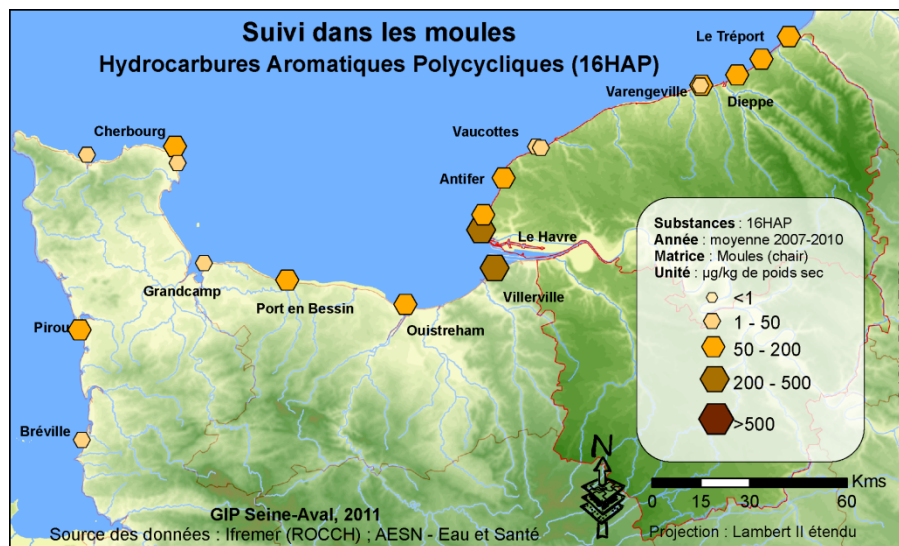 Suivi dans les moules
Hydrocarbures Aromatiques Polycycliques (16HAP)
Le Tréport
Varengeville
Dieppe
Cherbourg
Vaucottes
Antifer
Le Havre
Grandcamp
Port en Bessin
Villerville
Ouistreham
Pirou
Bréville
Substances : 16HAP
Année : moyenne 2007-2010
Matrice : Moules (chair)
Unité : µg/kg de poids sec
<1
1 - 50
50 - 200
200 - 500
>500
N
Kms
0 15 30 60
GIP Seine-Aval, 2011
Source des données : Ifremer (ROCCH) ; AESN - Eau et Santé
Projection : Lambert II étendu